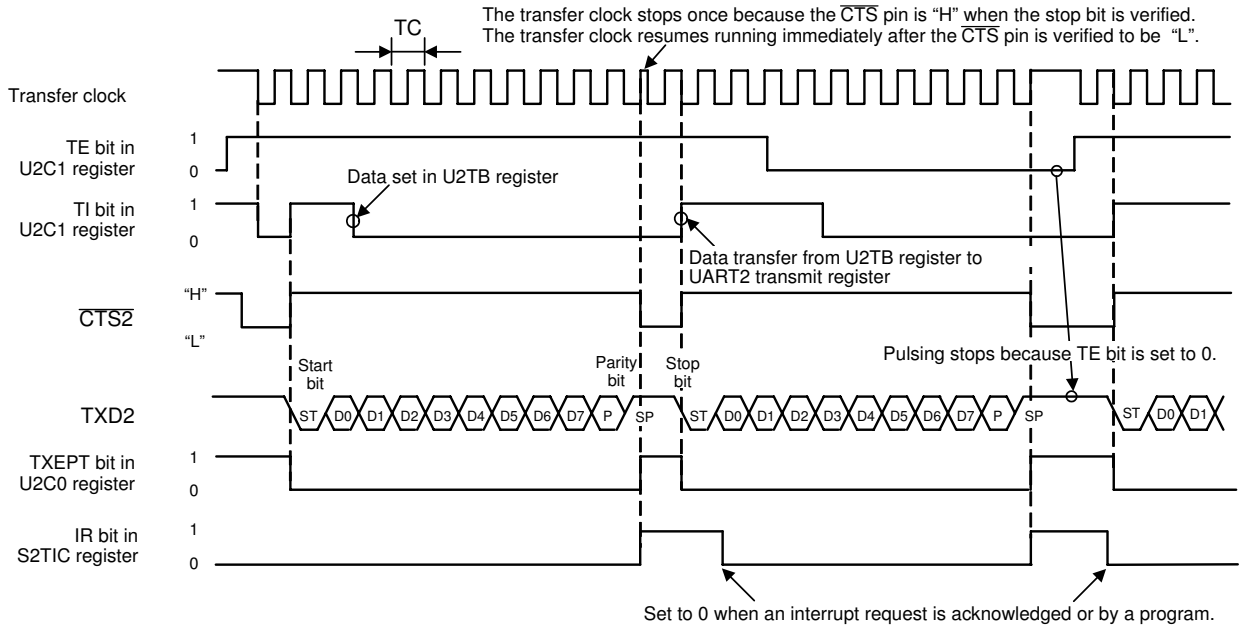 The transfer clock stops once because the CTS pin is "H" when the stop bit is verified.
The transfer clock resumes running immediately after the CTS pin is verified to be "L".
TC
Transfer clock
TE bit in
U2C1 register
1
0
Data set in U2TB register
TI bit in
U2C1 register
1
0
Data transfer from U2TB register to
UART2 transmit register
CTS2
"H"
"L"
Pulsing stops because TE bit is set to 0.
Start
bit
Parity
bit
Stop
bit
TXD2
ST D0 D1 D2 D3 D4 D5 D6 D7 P SP ST D0 D1 D2 D3 D4 D5 D6 D7 P SP ST D0 D1
TXEPT bit in
U2C0 register
1
0
IR bit in
S2TIC register
1
0
Set to 0 when an interrupt request is acknowledged or by a program.